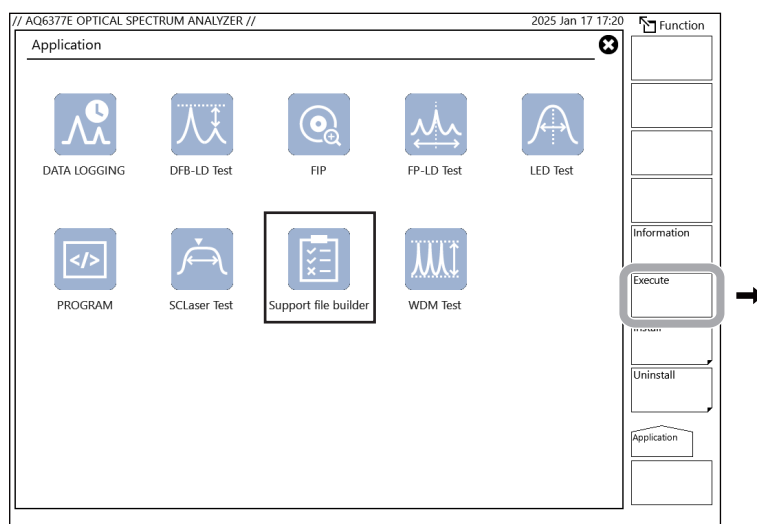 // AQ6377E OPTICAL SPECTRUM ANALYZER // 2025 Jan 17 17:20
Function
Application
DATA LOGGING DFB-LD Test FIP FP-LD Test LED Test
PROGRAM SCLaser Test Support file builder WDM Test
Information
Execute
Install
Uninstall
Application